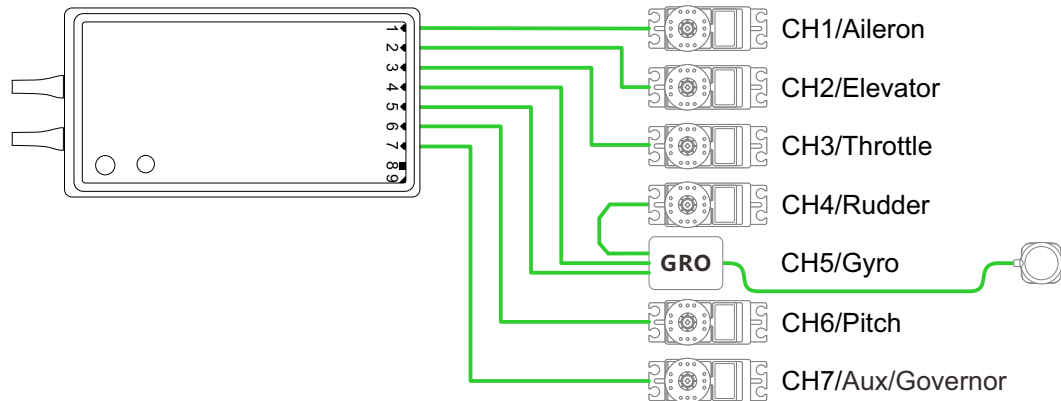 1
2
3
4
5
6
7
8
9
CH1/Aileron
CH2/Elevator
CH3/Throttle
CH4/Rudder
GRO CH5/Gyro
CH6/Pitch
CH7/Aux/Governor